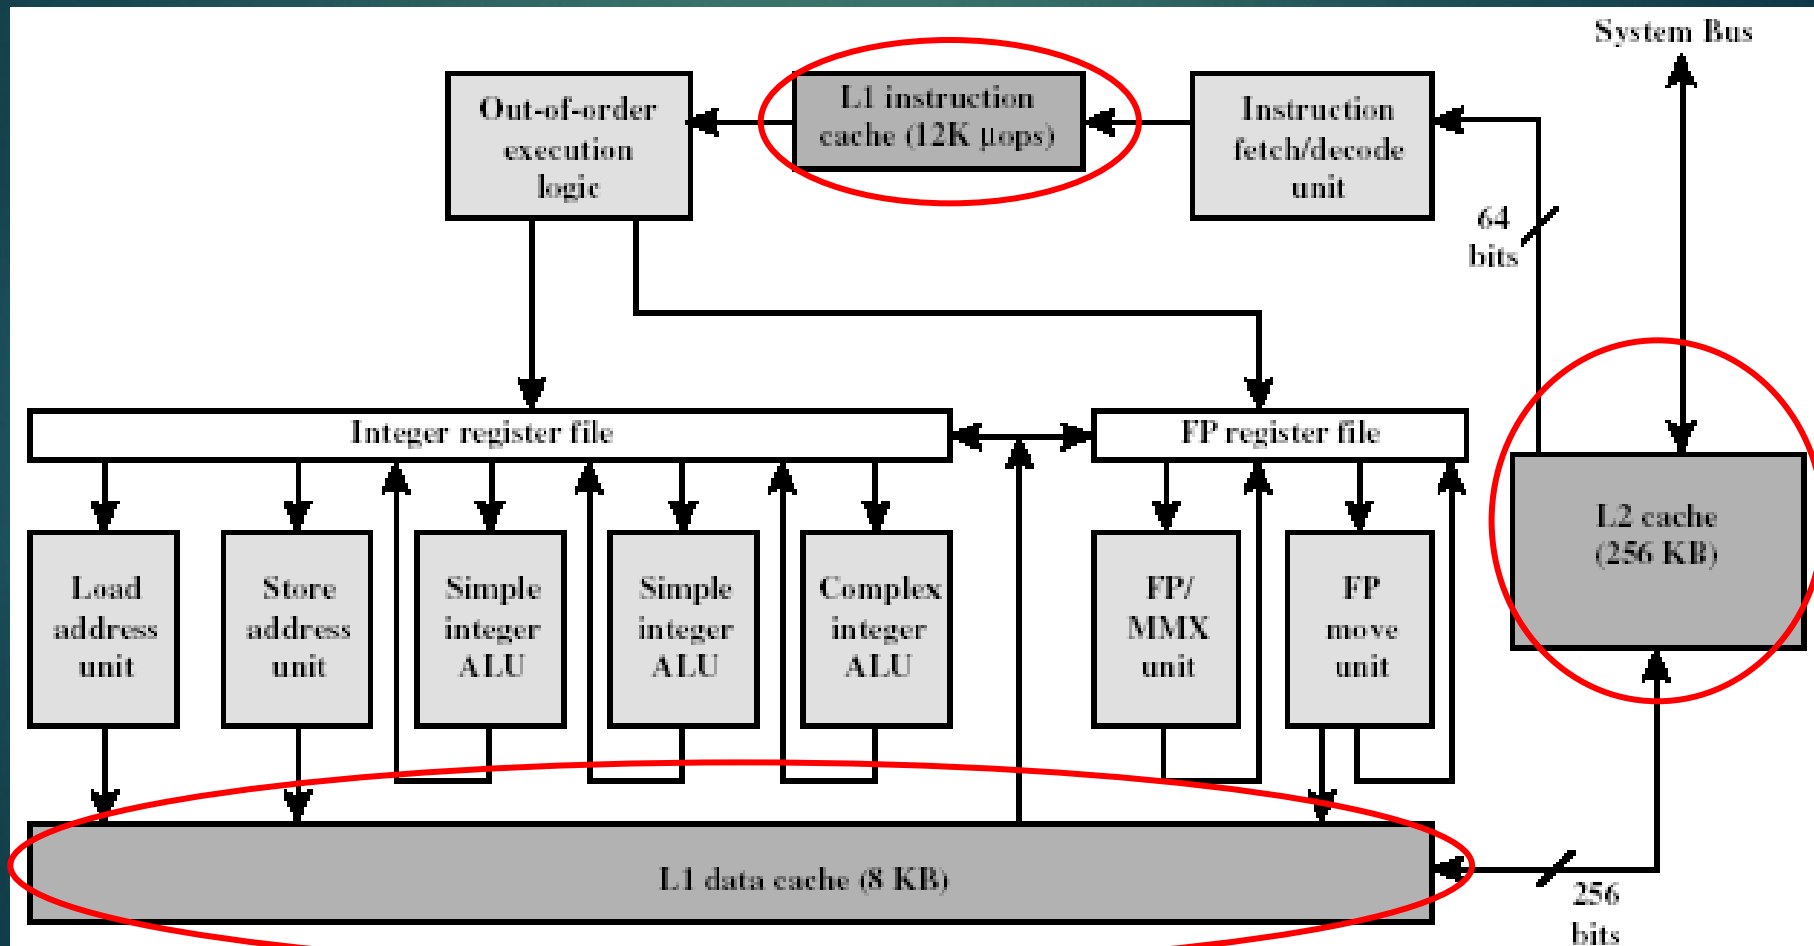 System Bus
Out-of-order
execution
logic
L1 instruction
cache (12K μops)
Instruction
fetch/decode
unit
64
bits
Integer register file
FP register file
L2 cache
(256 KB)
Load
address
unit
Store
address
unit
Simple
integer
ALU
Simple
integer
ALU
Complex
integer
ALU
FP/
MMX
unit
FP
move
unit
L1 data cache (8 KB)
256
bits